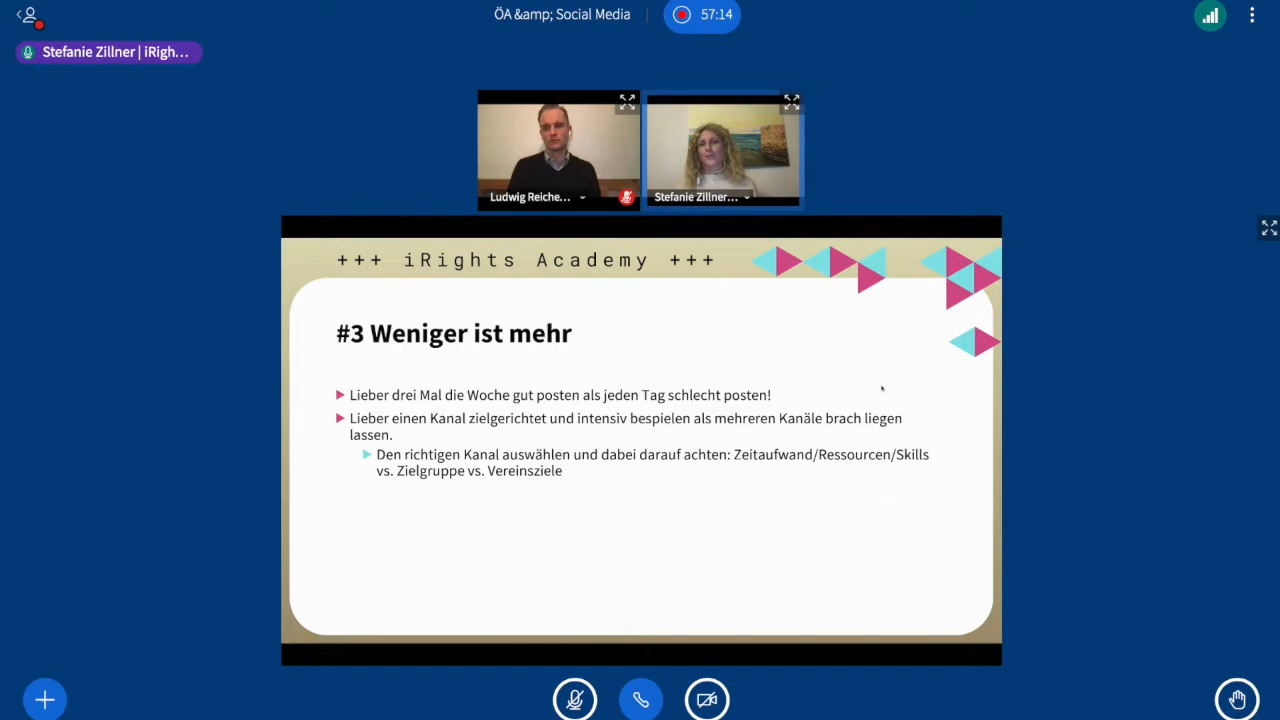 ÖA &amp; Social Media
57:14
Stefanie Zillner | iRigh...
Ludwig Reiche...
Stefanie Zillner...
+++ iRights Academy +++
#3 Weniger ist mehr
Lieber drei Mal die Woche gut posten als jeden Tag schlecht posten!
Lieber einen Kanal zielgerichtet und intensiv bespielen als mehreren Kanäle brach liegen
lassen.
Den richtigen Kanal auswählen und dabei darauf achten: Zeitaufwand/Ressourcen/Skills
vs. Zielgruppe vs. Vereinsziele